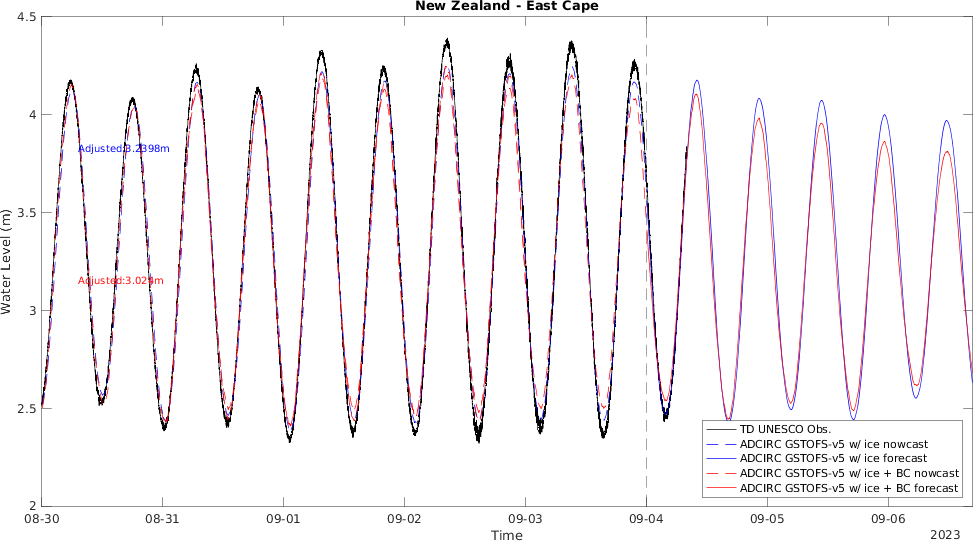 New Zealand - East Cape
4.5
4
3.5
3
2.5
2
Water Level (m)
Adjusted:3.2398m
Adjusted:3.029m
TD UNESCO Obs.
ADCIRC GSTOFS-v5 w/ ice nowcast
ADCIRC GSTOFS-v5 w/ ice forecast
ADCIRC GSTOFS-v5 w/ ice + BC nowcast
ADCIRC GSTOFS-v5 w/ ice + BC forecast
08-30 08-31 09-01 09-02 09-03 09-04 09-05 09-06
Time
2023